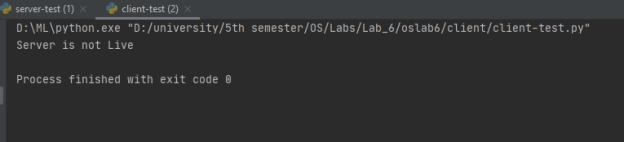 server-test (1) × client-test (2) ×
D:\ML\python.exe "D:/university/5th semester/OS/Labs/Lab_6/oslab6/client/client-test.py"
Server is not Live
Process finished with exit code 0